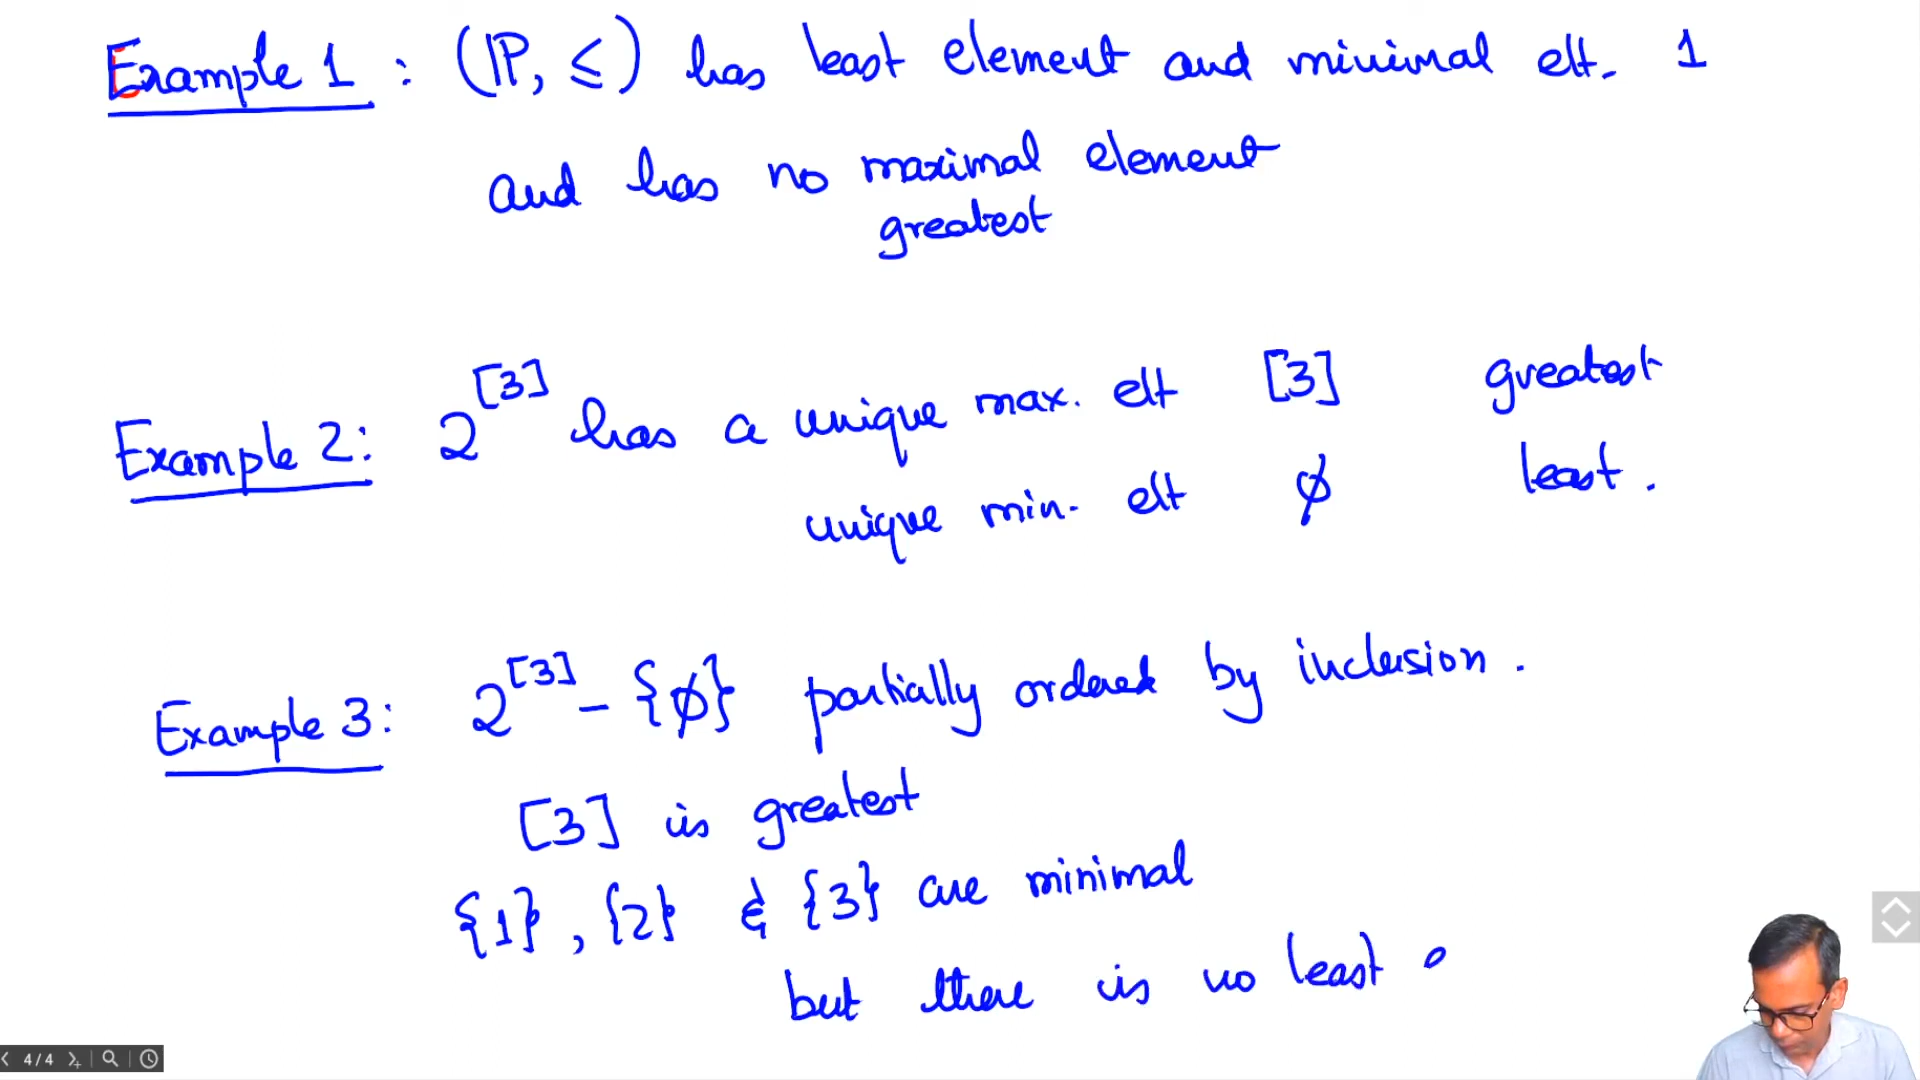 Example 1 : (ℙ, ≤) has least element and minimal elt. 1
and has no maximal element
greatest
Example 2: 2^[3] has a unique max. elt [3] greatest
unique min. elt ∅ least.
Example 3: 2^[3] - {∅} partially ordered by inclusion.
[3] is greatest
{1}, {2} & {3} are minimal
but there is no least
4/4